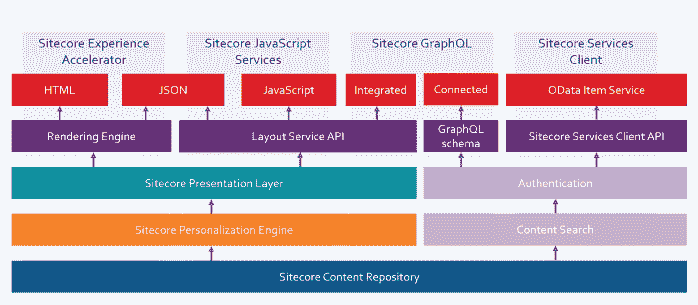 Sitecore Experience
Accelerator
Sitecore JavaScript
Services
Sitecore GraphQL
Sitecore Services
Client
HTML
JSON
JavaScript
Integrated
Connected
OData Item Service
Rendering Engine
Layout Service API
GraphQL
schema
Sitecore Services Client API
Sitecore Presentation Layer
Authentication
Sitecore Personalization Engine
Content Search
Sitecore Content Repository